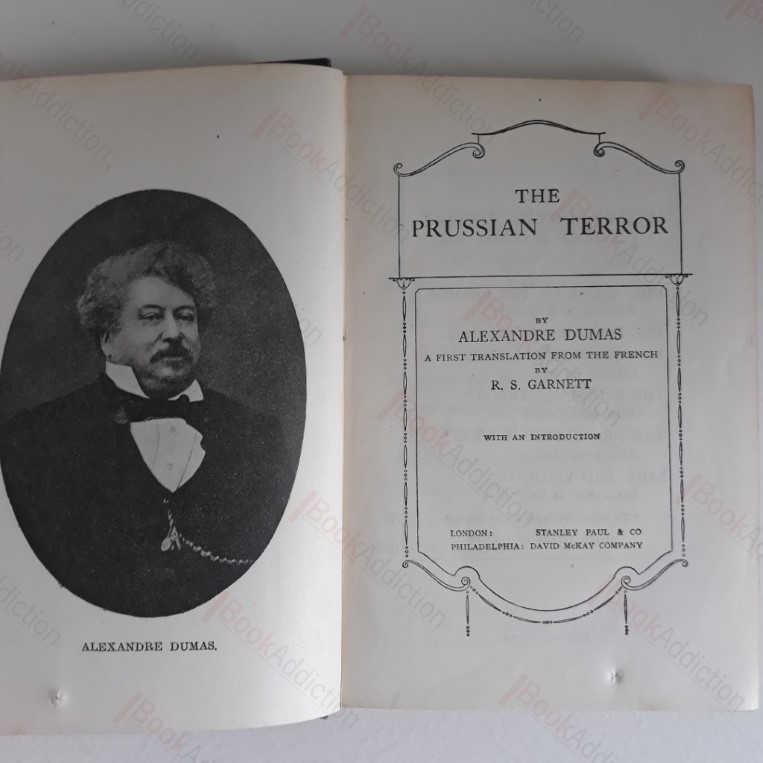 ALEXANDRE DUMAS.
THE
PRUSSIAN TERROR
BY
ALEXANDRE DUMAS
A FIRST TRANSLATION FROM THE FRENCH
BY
R. S. GARNETT
WITH AN INTRODUCTION
LONDON: STANLEY PAUL & CO
PHILADELPHIA: DAVID McKAY COMPANY
BookAddiction